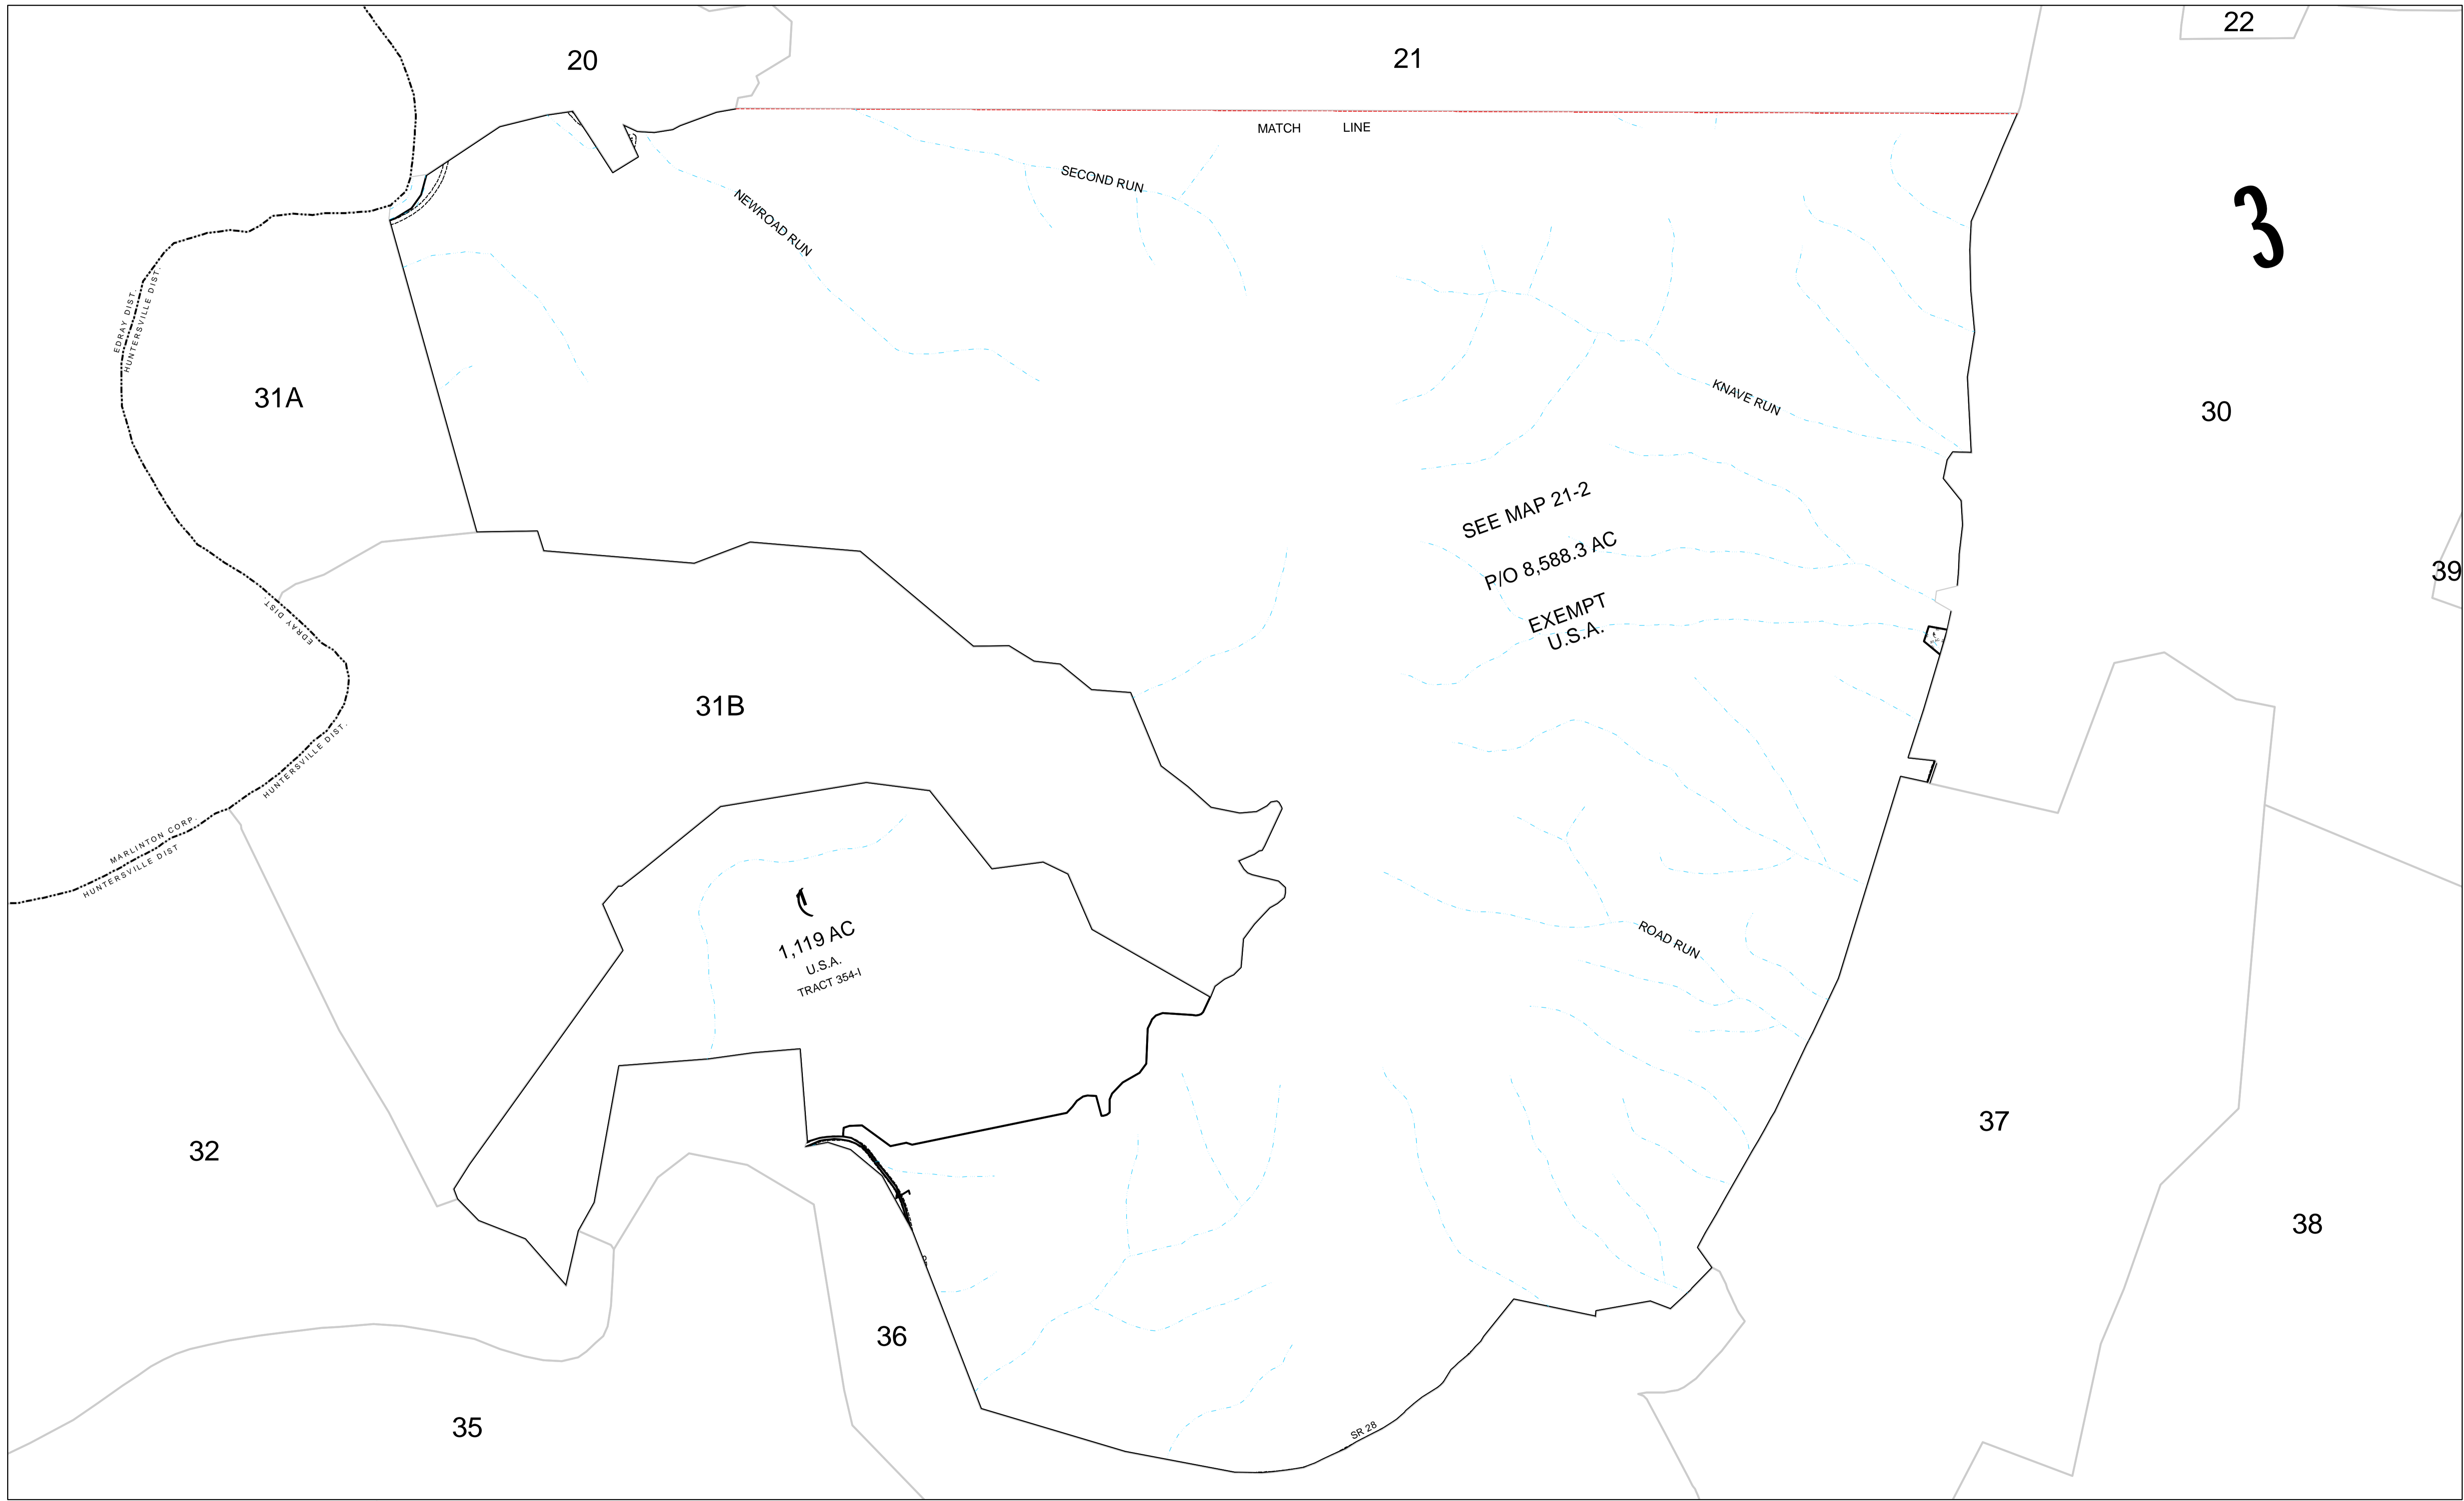 22
20
21
MATCH LINE
SECOND RUN
NEWROAD RUN
3
EDRAY DIST.
HUNTERSVILLE DIST.
31A
KNAVE RUN
30
SEE MAP 21-2
P/O 8,588.3 AC
EXEMPT
U.S.A.
39
EDRAY DIST.
31B
HUNTERSVILLE DIST.
MARLINTON CORP.
HUNTERSVILLE DIST
1
1,119 AC
U.S.A.
TRACT 354-I
ROAD RUN
37
32
38
36
35
SR 28